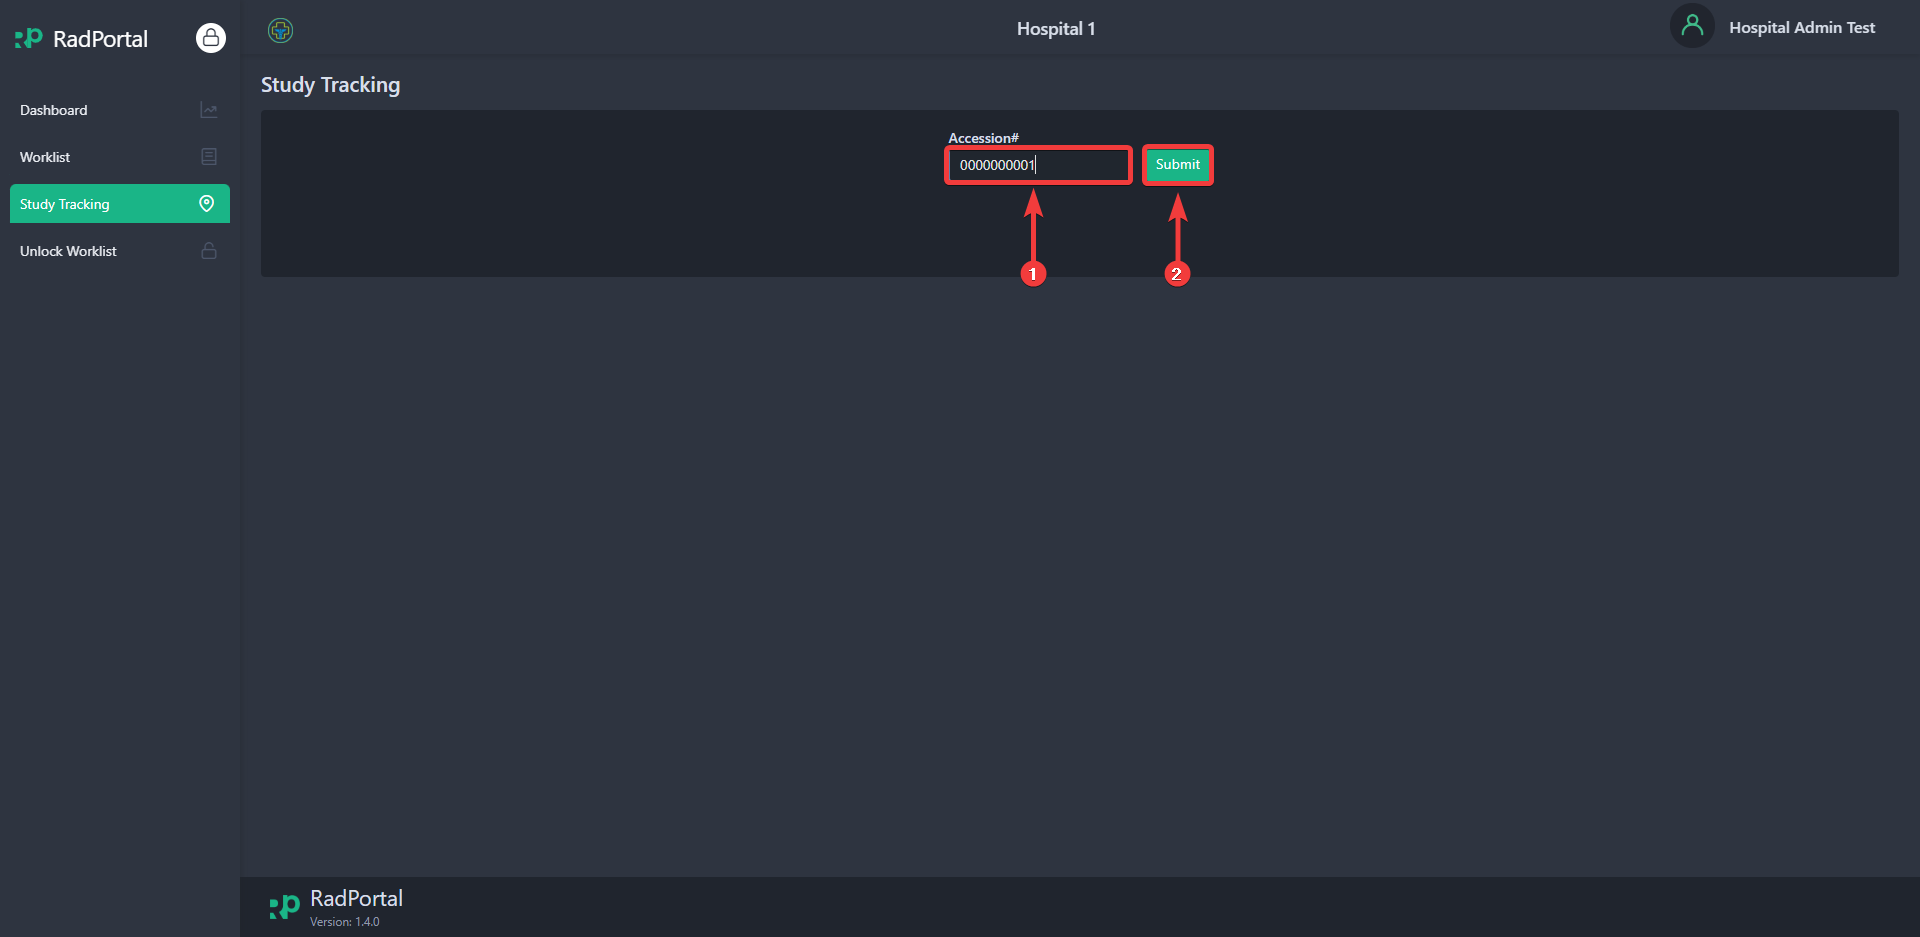 RadPortal
Dashboard
Worklist
Study Tracking
Unlock Worklist
Hospital 1
Hospital Admin Test
Study Tracking
Accession#
0000000001
Submit
1
2
RadPortal
Version: 1.4.0